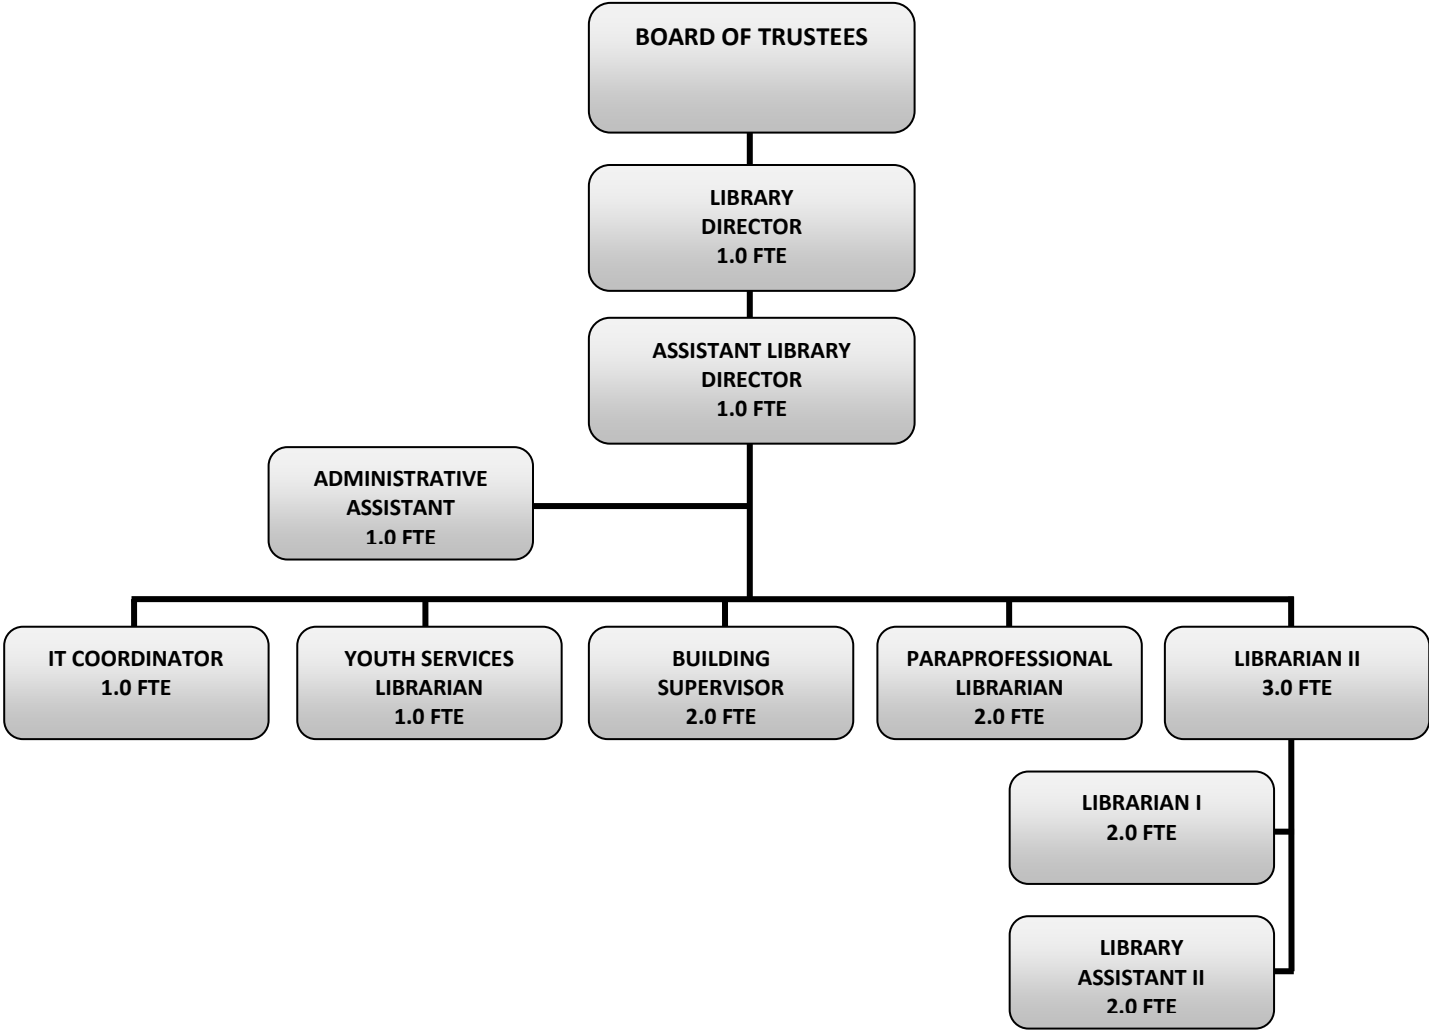 BOARD OF TRUSTEES
LIBRARY
DIRECTOR
1.0 FTE
ASSISTANT LIBRARY
DIRECTOR
1.0 FTE
ADMINISTRATIVE
ASSISTANT
1.0 FTE
IT COORDINATOR
1.0 FTE
YOUTH SERVICES
LIBRARIAN
1.0 FTE
BUILDING
SUPERVISOR
2.0 FTE
PARAPROFESSIONAL
LIBRARIAN
2.0 FTE
LIBRARIAN II
3.0 FTE
LIBRARIAN I
2.0 FTE
LIBRARY
ASSISTANT II
2.0 FTE